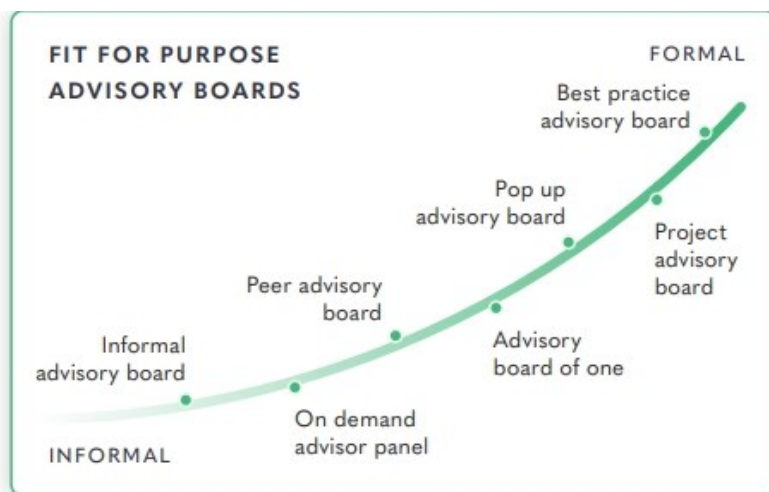 FIT FOR PURPOSE
ADVISORY BOARDS
FORMAL
Best practice
advisory board
Pop up
advisory board
Project
advisory
board
Peer advisory
board
Advisory
board of one
Informal
advisory board
On demand
advisor panel
INFORMAL